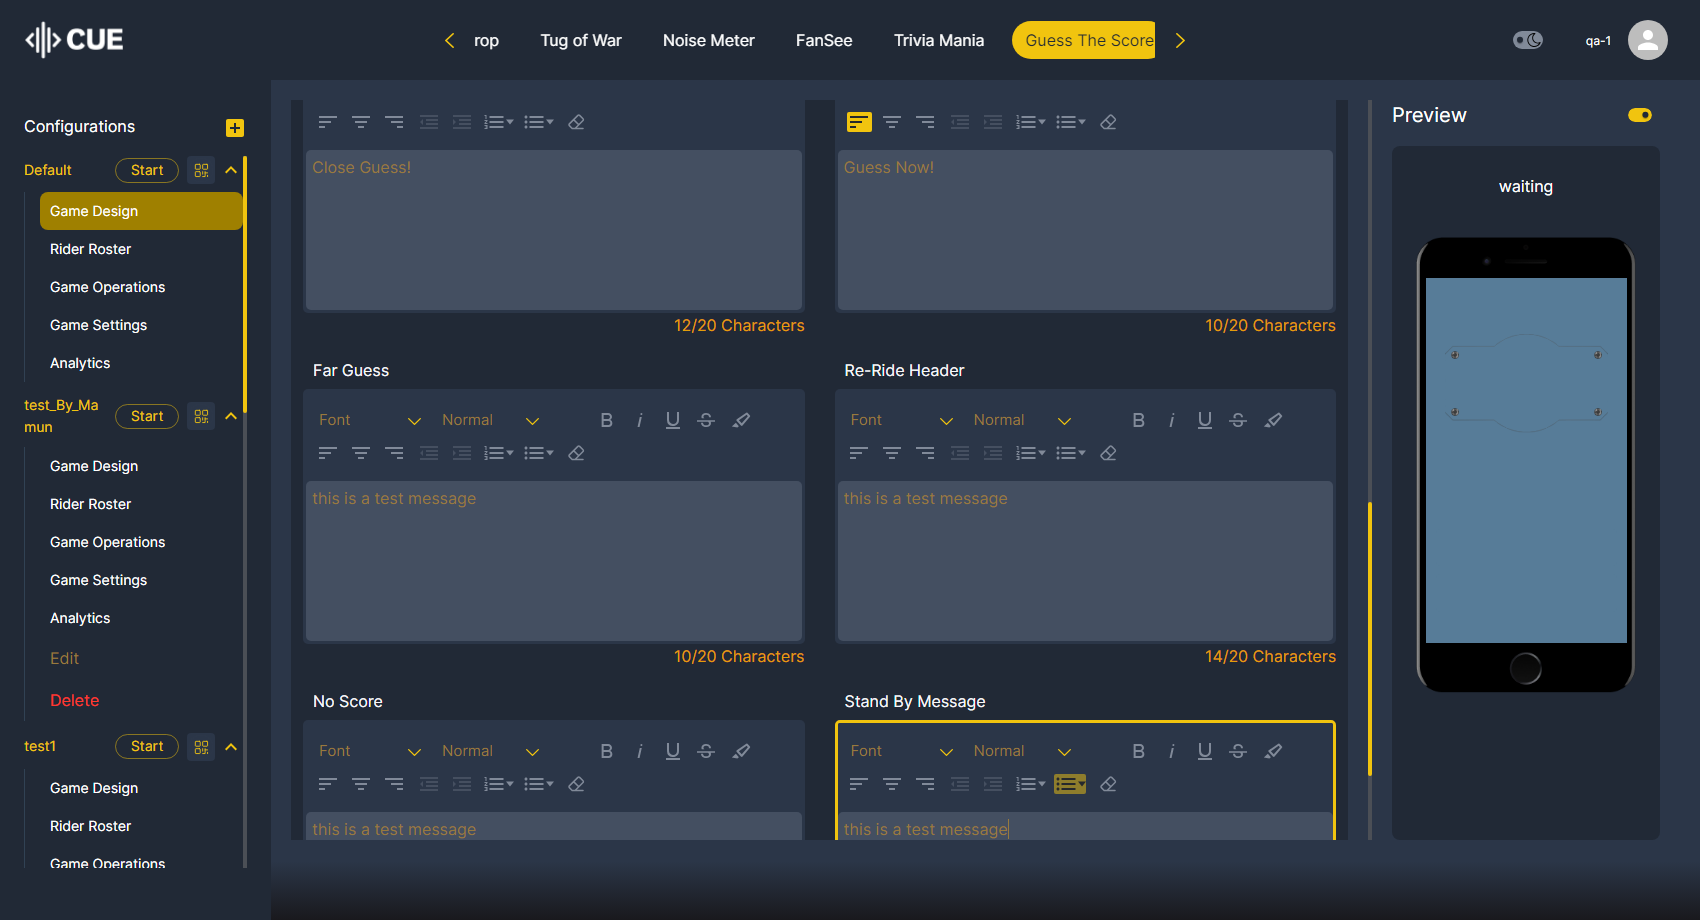 CUE
rop
Tug of War
Noise Meter
FanSee
Trivia Mania
Guess The Score
qa-1
Configurations
Default
Start
Game Design
Rider Roster
Game Operations
Game Settings
Analytics
test_By_Ma
mun
Start
Game Design
Rider Roster
Game Operations
Game Settings
Analytics
Edit
Delete
test1
Start
Game Design
Rider Roster
Game Operations
Close Guess!
12/20 Characters
Guess Now!
10/20 Characters
Far Guess
Font
Normal
this is a test message
10/20 Characters
Re-Ride Header
Font
Normal
this is a test message
14/20 Characters
No Score
Font
Normal
this is a test message
Stand By Message
Font
Normal
this is a test message
Preview
waiting